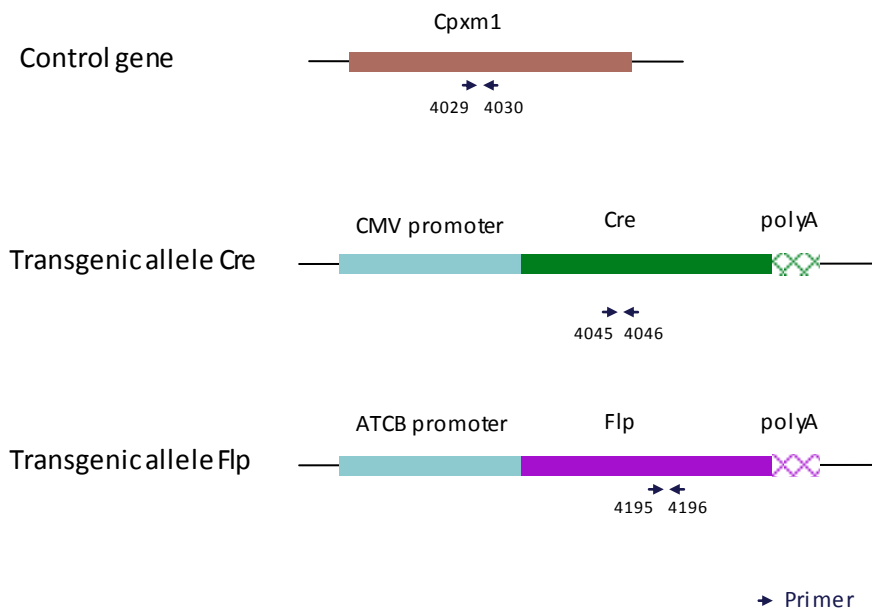 Cpxm1
Control gene
4029 4030
CMV promoter Cre polyA
Transgenic allele Cre
4045 4046
ATCB promoter Flp polyA
Transgenic allele Flp
4195 4196
Primer